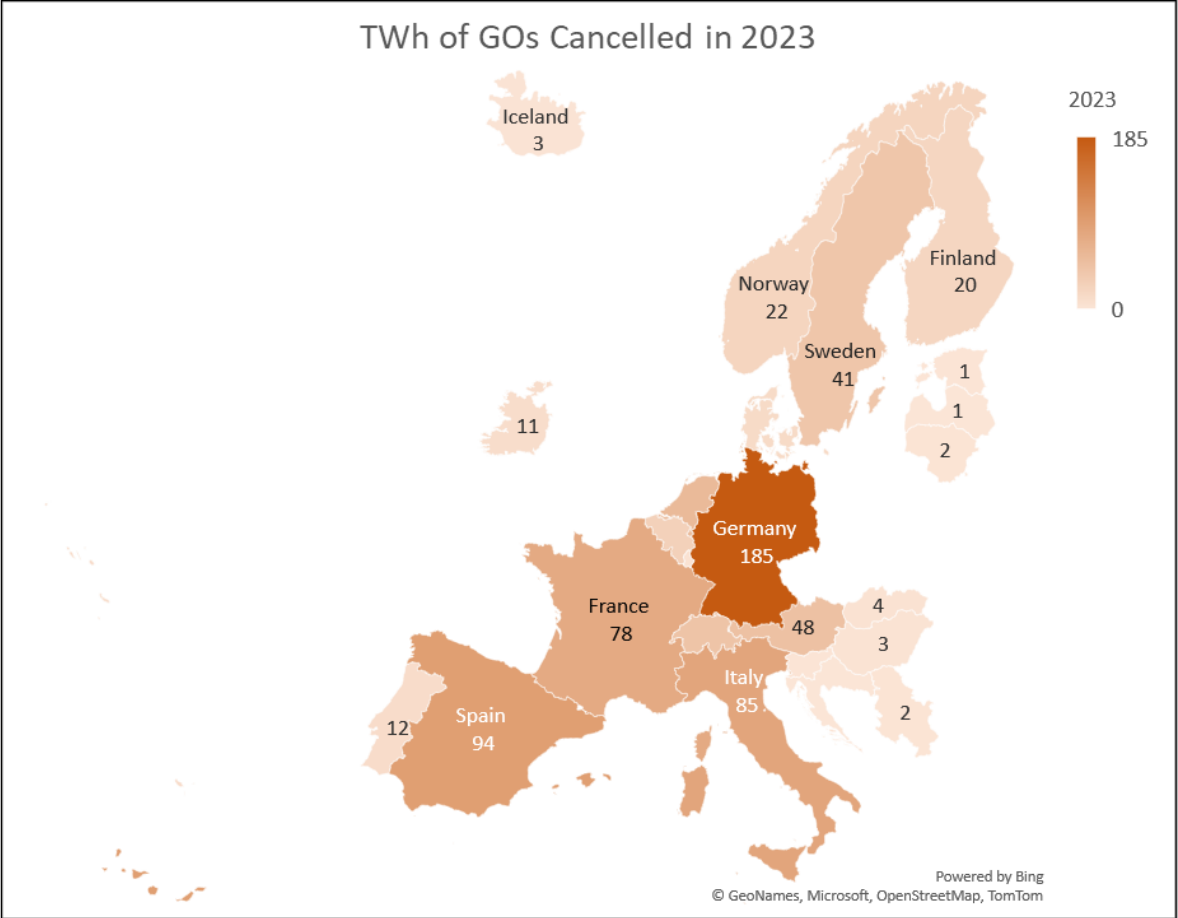 TWh of GOs Cancelled in 2023
Iceland
3
2023
185
0
Finland
20
Norway
22
Sweden
41
1
1
2
11
Germany
185
France
78
48
4
3
Italy
85
2
Spain
94
12
Powered by Bing
© GeoNames, Microsoft, OpenStreetMap, TomTom